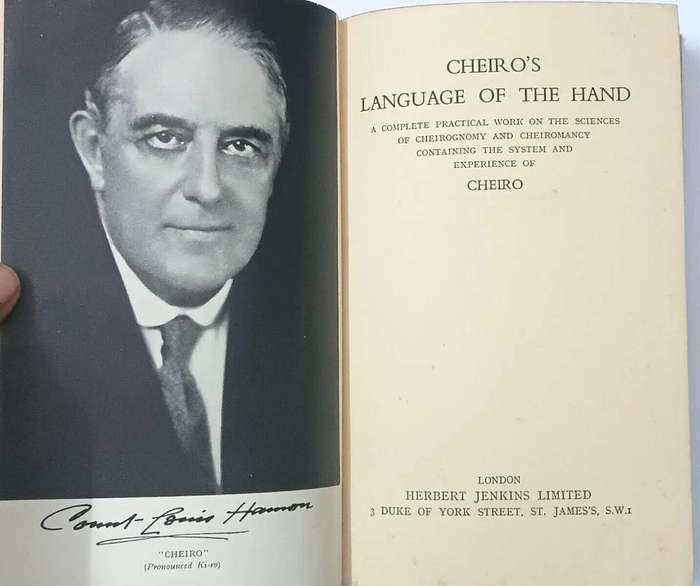 Count Louis Hamon
"CHEIRO"
(Pronounced Ki-ro)
CHEIRO'S
LANGUAGE OF THE HAND
A COMPLETE PRACTICAL WORK ON THE SCIENCES
OF CHEIROGNOMY AND CHEIROMANCY
CONTAINING THE SYSTEM AND
EXPERIENCE OF
CHEIRO
LONDON
HERBERT JENKINS LIMITED
3 DUKE OF YORK STREET, ST. JAMES'S, S.W.1